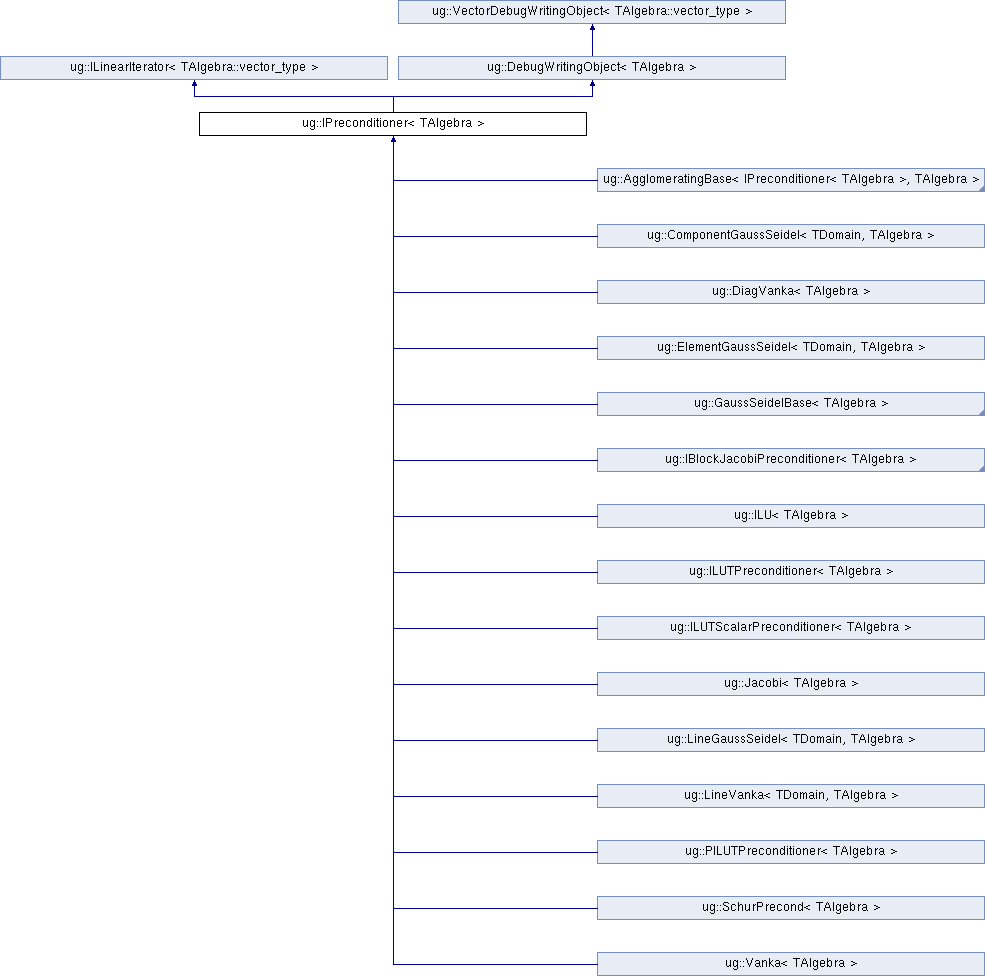 ug::VectorDebugWritingObject< TAlgebra::vector_type >
ug::ILinearIterator< TAlgebra::vector_type >
ug::DebugWritingObject< TAlgebra >
ug::IPreconditioner< TAlgebra >
ug::AgglomeratingBase< IPreconditioner< TAlgebra >, TAlgebra >
ug::ComponentGaussSeidel< TDomain, TAlgebra >
ug::DiagVanka< TAlgebra >
ug::ElementGaussSeidel< TDomain, TAlgebra >
ug::GaussSeidelBase< TAlgebra >
ug::IBlockJacobiPreconditioner< TAlgebra >
ug::ILU< TAlgebra >
ug::ILUTPreconditioner< TAlgebra >
ug::ILUTScalarPreconditioner< TAlgebra >
ug::Jacobi< TAlgebra >
ug::LineGaussSeidel< TDomain, TAlgebra >
ug::LineVanka< TDomain, TAlgebra >
ug::PILUTPreconditioner< TAlgebra >
ug::SchurPrecond< TAlgebra >
ug::Vanka< TAlgebra >